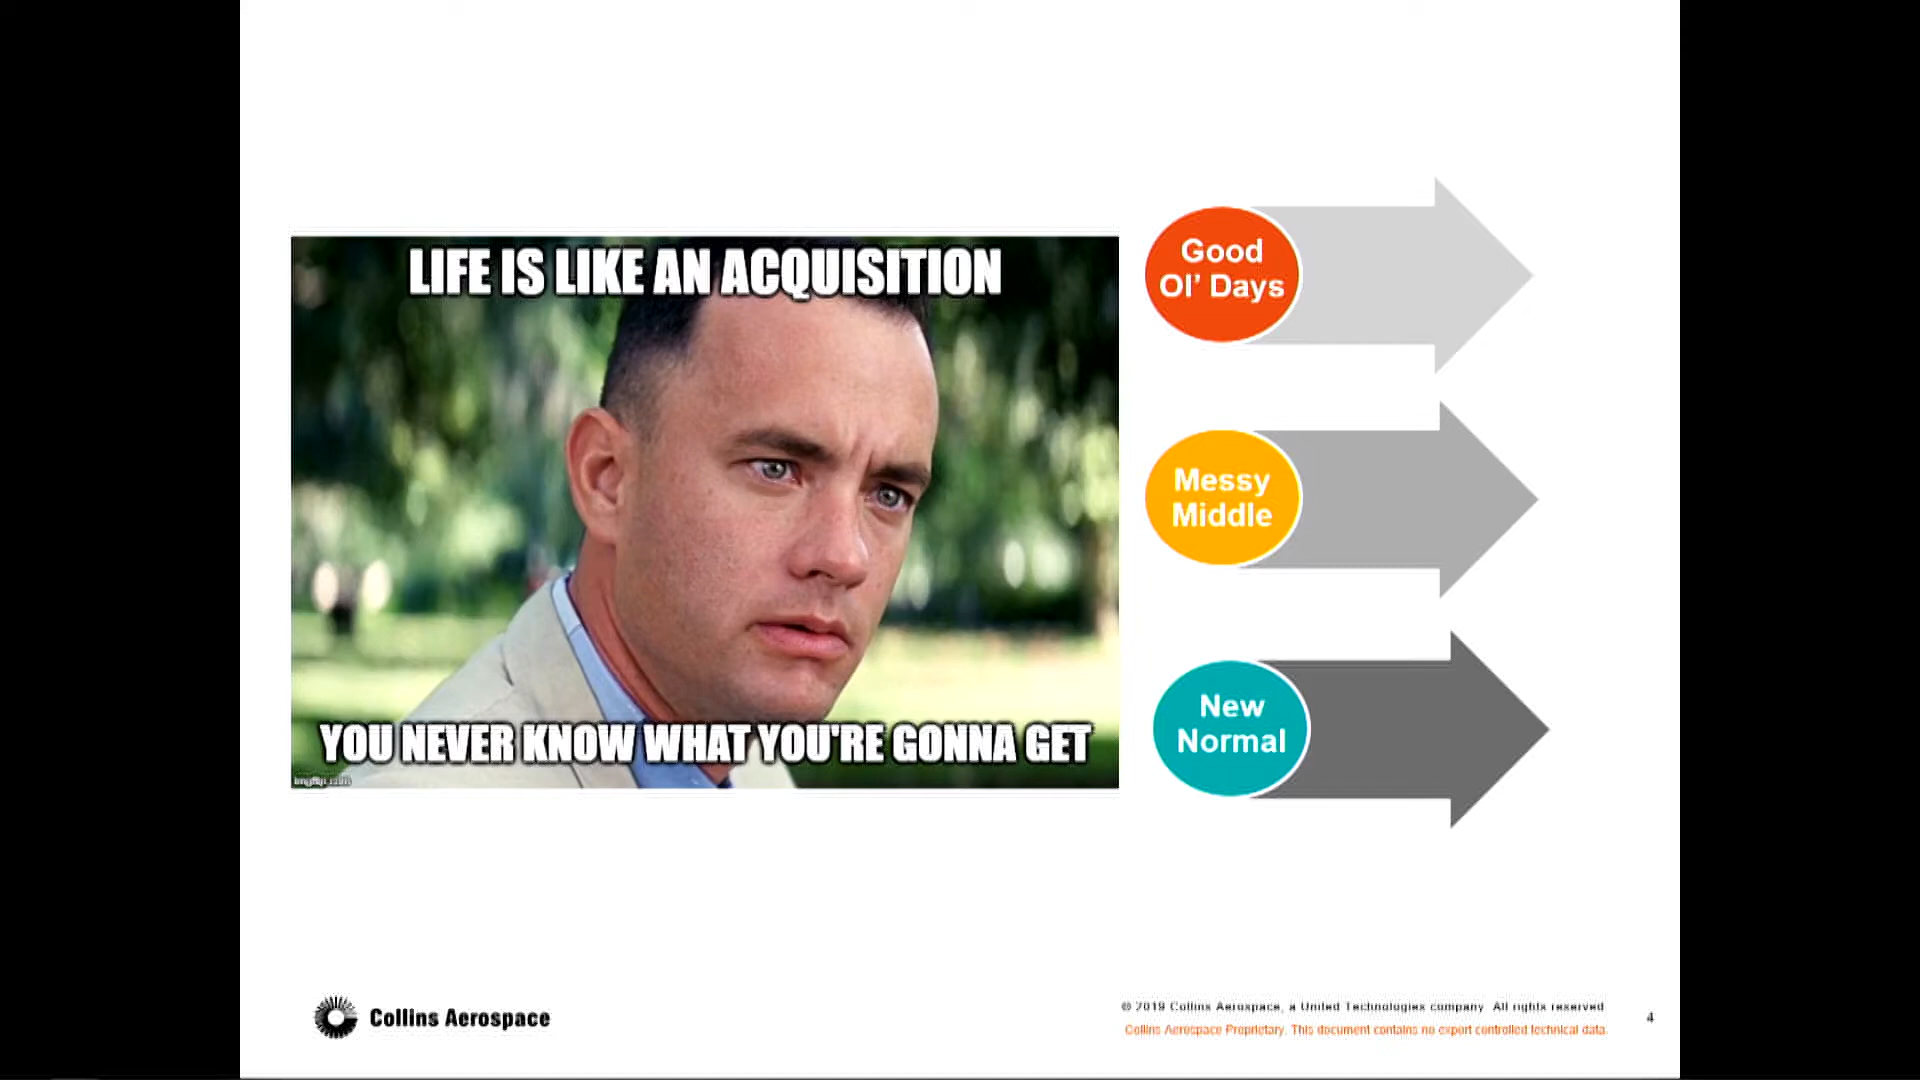 LIFE IS LIKE AN ACQUISITION
YOU NEVER KNOW WHAT YOU'RE GONNA GET
imgflip.com
Good
Ol' Days
Messy
Middle
New
Normal
Collins Aerospace
© 2019 Collins Aerospace, a United Technologies company. All rights reserved.
Collins Aerospace Proprietary. This document contains no export controlled technical data.
4